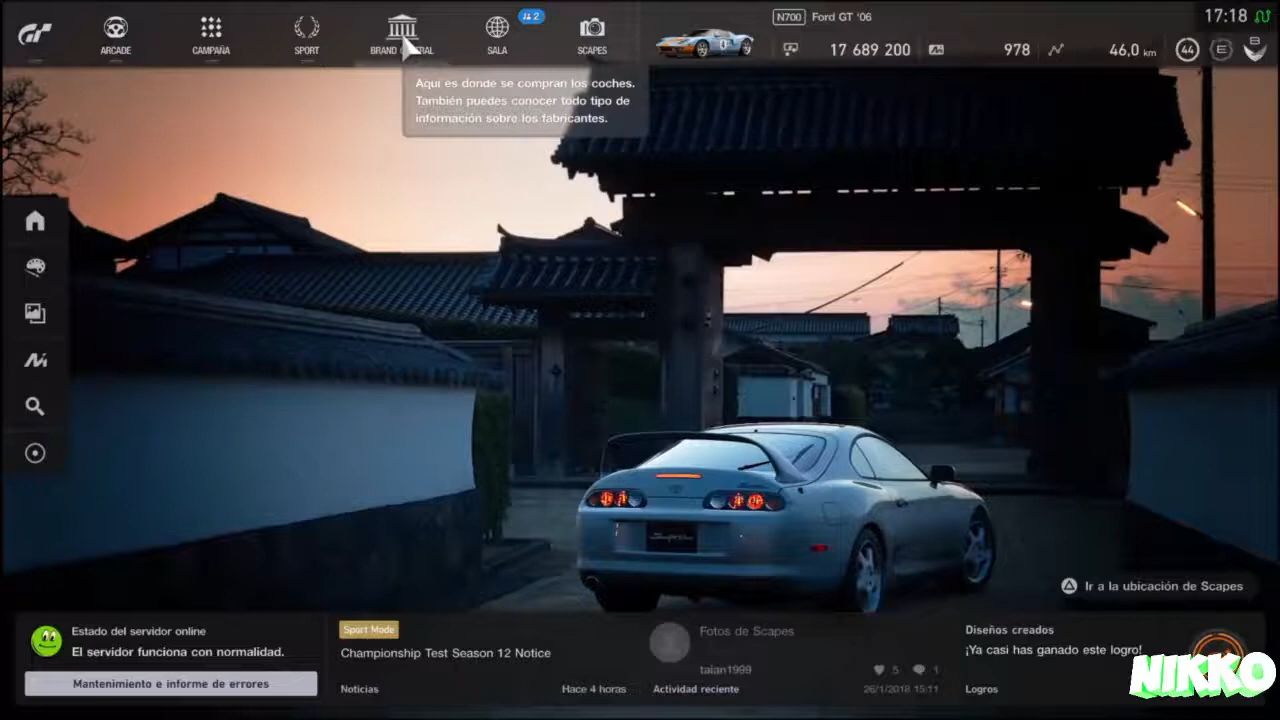 GT
ARCADE
CAMPAÑA
SPORT
BRAND CENTRAL
SALA
2
SCAPES
N700 Ford GT '06
17 689 200
978
46,0 km
44
E
B
17:18
Aquí es donde se compran los coches.
También puedes conocer todo tipo de
información sobre los fabricantes.
Ir a la ubicación de Scapes
Estado del servidor online
El servidor funciona con normalidad.
Mantenimiento e informe de errores
Sport Mode
Championship Test Season 12 Notice
Noticias
Hace 4 horas
Fotos de Scapes
taian1999
5
1
Actividad reciente
26/1/2018 15:11
Diseños creados
¡Ya casi has ganado este logro!
Logros
NIKKO